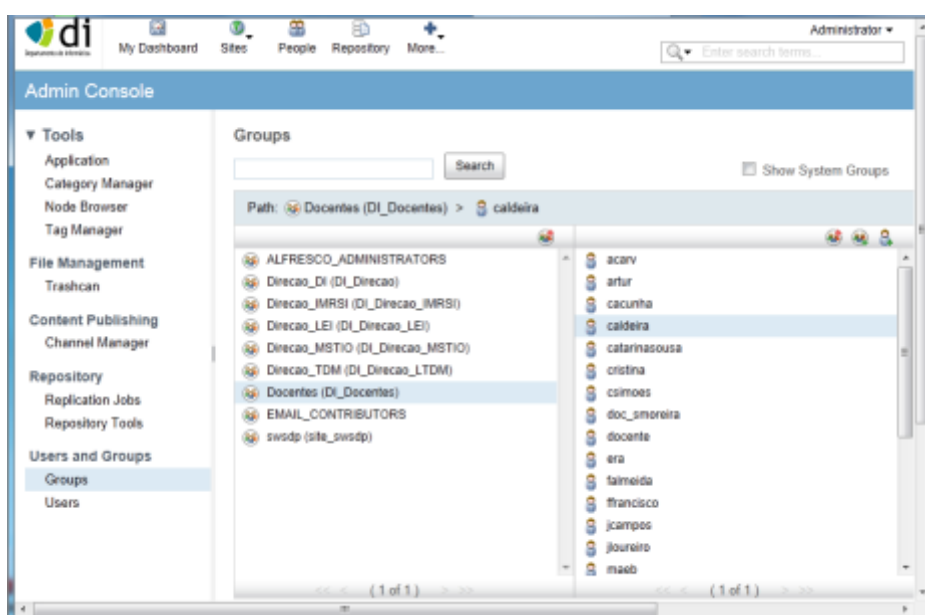 di
Departamento de Informática
My Dashboard
Sites
People
Repository
More...
Administrator
Enter search terms...
Admin Console
Tools
Application
Category Manager
Node Browser
Tag Manager
File Management
Trashcan
Content Publishing
Channel Manager
Repository
Replication Jobs
Repository Tools
Users and Groups
Groups
Users
Groups
Search
Show System Groups
Path: Docentes (DI_Docentes) > caldeira
ALFRESCO_ADMINISTRATORS
Direcao_DI (DI_Direcao)
Direcao_IMRSI (DI_Direcao_IMRSI)
Direcao_LEI (DI_Direcao_LEI)
Direcao_MSTIO (DI_Direcao_MSTIO)
Direcao_TDM (DI_Direcao_LTDM)
Docentes (DI_Docentes)
EMAIL_CONTRIBUTORS
swsdp (site_swsdp)
<< < (1 of 1) > >>
acarv
artur
cacunha
caldeira
catarinasousa
cristina
csimoes
doc_smoreira
docente
era
falmeida
ffrancisco
jcampos
jloureiro
maeb
<< < (1 of 1) > >>